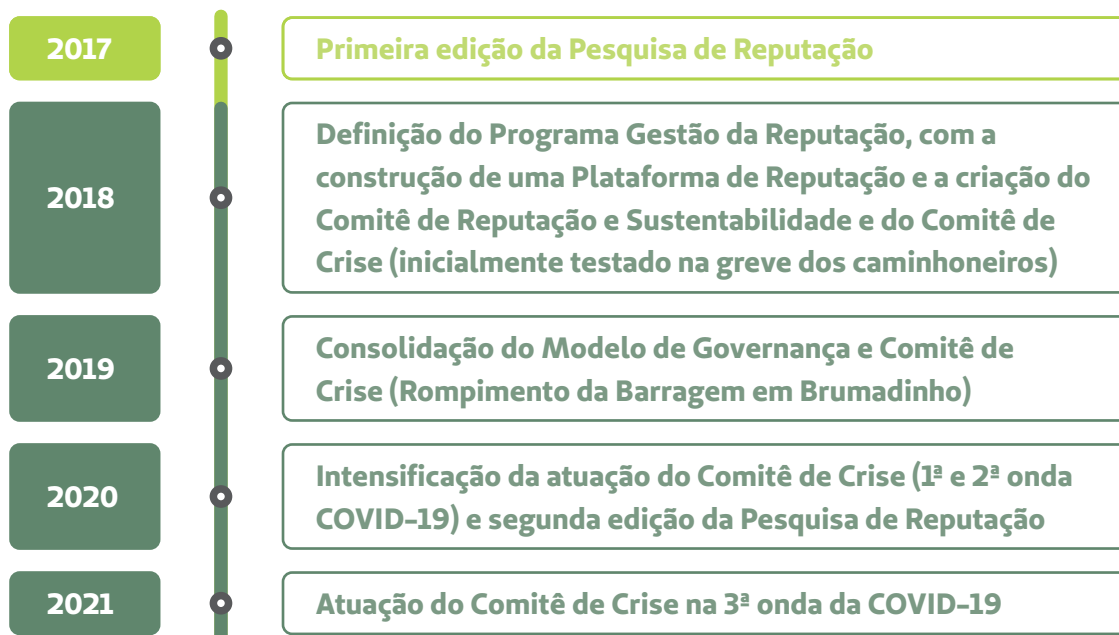 2017
Primeira edição da Pesquisa de Reputação
2018
Definição do Programa Gestão da Reputação, com a
construção de uma Plataforma de Reputação e a criação do
Comitê de Reputação e Sustentabilidade e do Comitê de
Crise (inicialmente testado na greve dos caminhoneiros)
2019
Consolidação do Modelo de Governança e Comitê de
Crise (Rompimento da Barragem em Brumadinho)
2020
Intensificação da atuação do Comitê de Crise (1ª e 2ª onda
COVID-19) e segunda edição da Pesquisa de Reputação
2021
Atuação do Comitê de Crise na 3ª onda da COVID-19